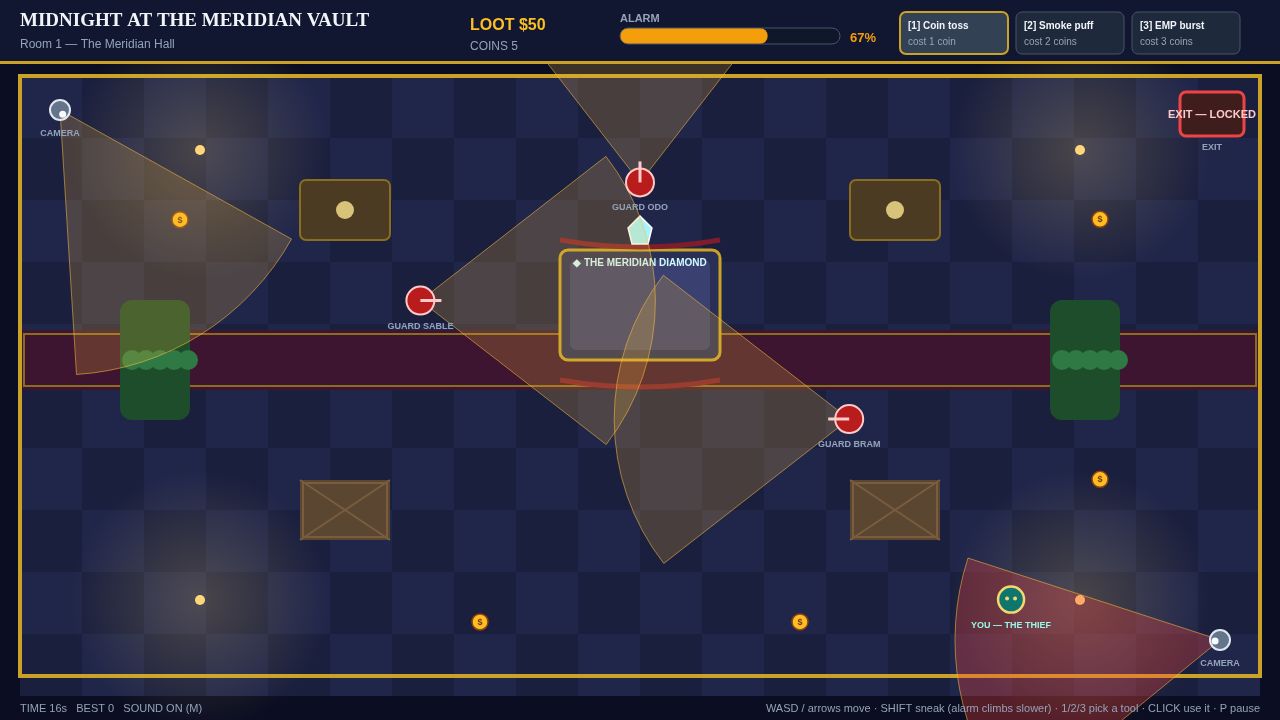 MIDNIGHT AT THE MERIDIAN VAULT
Room 1 — The Meridian Hall
LOOT $50
COINS 5
ALARM
67%
[1] Coin toss
cost 1 coin
[2] Smoke puff
cost 2 coins
[3] EMP burst
cost 3 coins
CAMERA
EXIT — LOCKED
EXIT
GUARD ODO
$
$
◆ THE MERIDIAN DIAMOND
GUARD SABLE
GUARD BRAM
$
$
$
YOU — THE THIEF
CAMERA
TIME 16s BEST 0 SOUND ON (M)
WASD / arrows move · SHIFT sneak (alarm climbs slower) · 1/2/3 pick a tool · CLICK use it · P pause